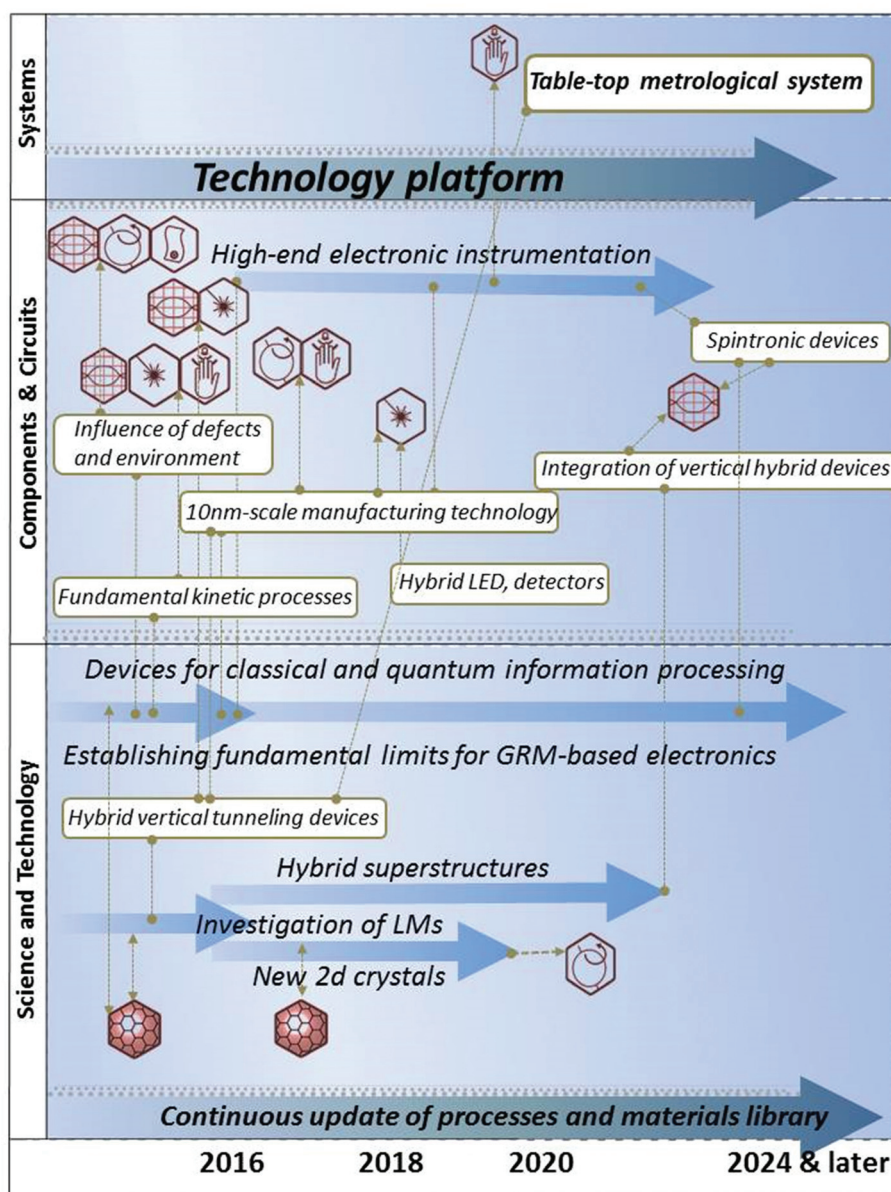 Systems
Table-top metrological system
Technology platform
Components & Circuits
High-end electronic instrumentation
Spintronic devices
Influence of defects
and environment
Integration of vertical hybrid devices
10nm-scale manufacturing technology
Hybrid LED, detectors
Fundamental kinetic processes
Science and Technology
Devices for classical and quantum information processing
Establishing fundamental limits for GRM-based electronics
Hybrid vertical tunneling devices
Hybrid superstructures
Investigation of LMs
New 2d crystals
Continuous update of processes and materials library
2016 2018 2020 2024 & later